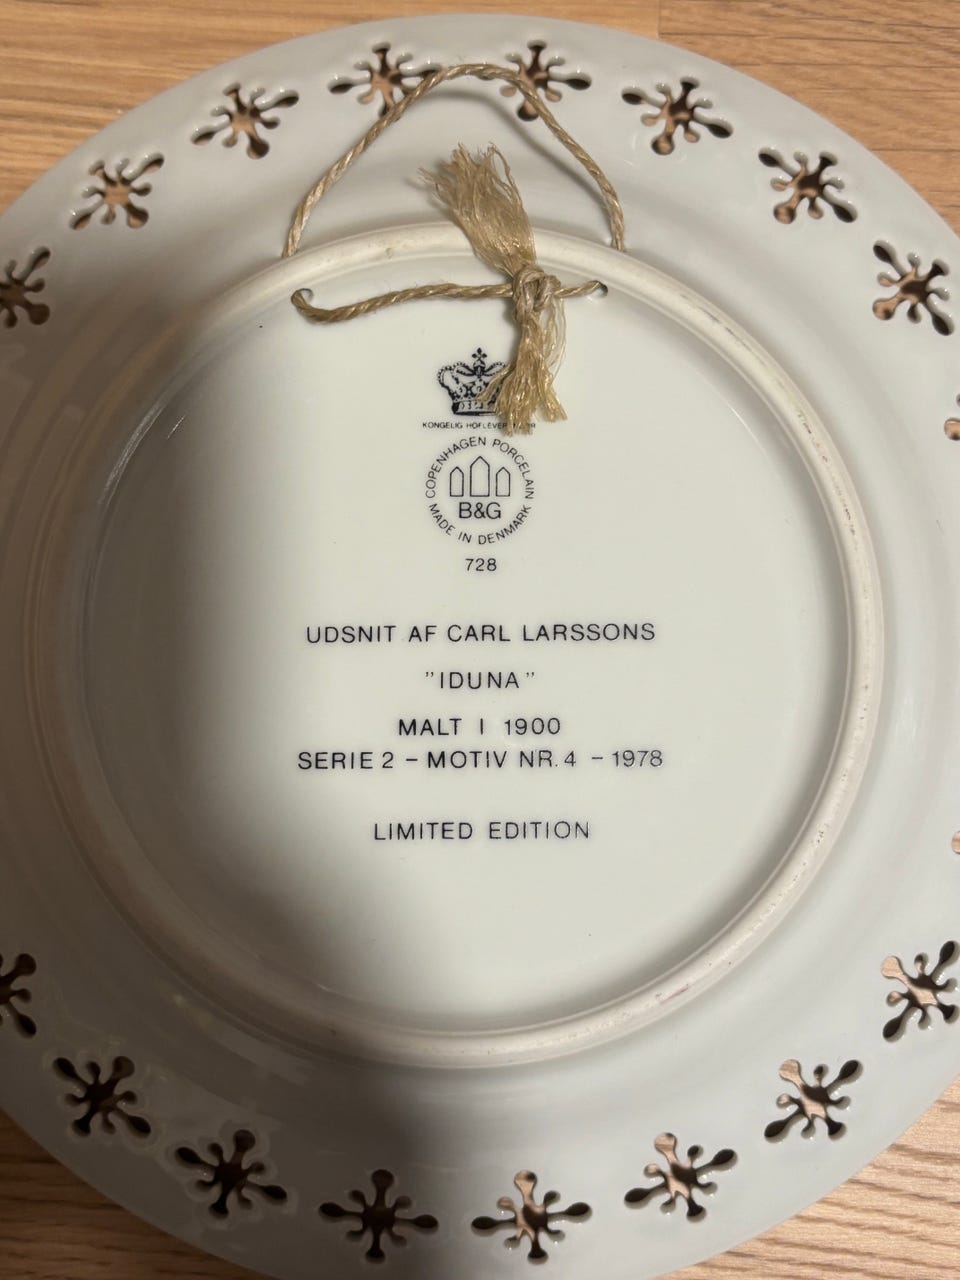 KONGELIG
COPENHAGEN PORCELAIN
B&G
MADE IN DENMARK
728
UDSNIT AF CARL LARSSONS
"IDUNA"
MALT I 1900
SERIE 2 – MOTIV NR. 4 – 1978
LIMITED EDITION